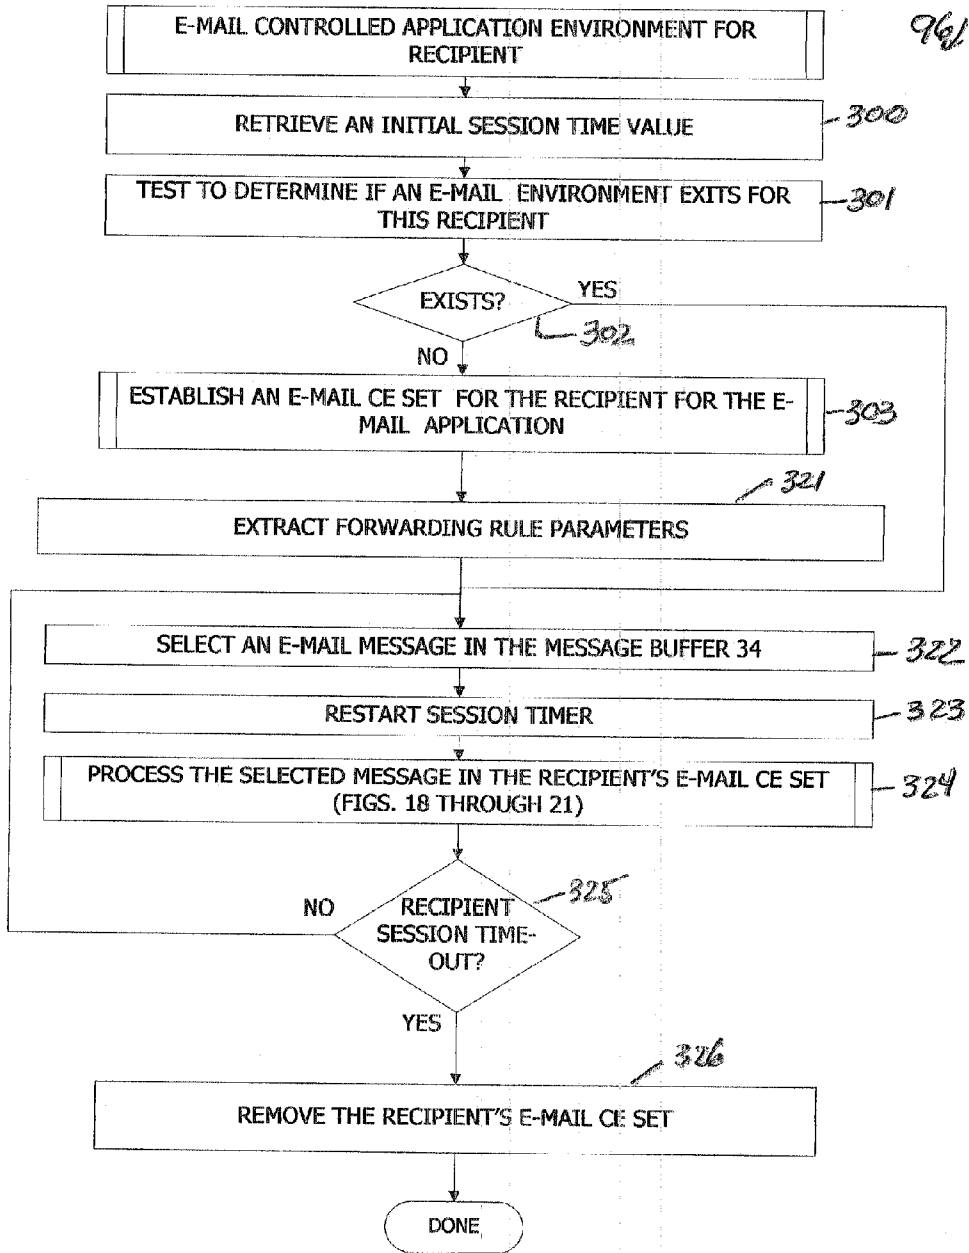 E-MAIL CONTROLLED APPLICATION ENVIRONMENT FOR
RECIPIENT
RETRIEVE AN INITIAL SESSION TIME VALUE
300
TEST TO DETERMINE IF AN E-MAIL ENVIRONMENT EXITS FOR
THIS RECIPIENT
301
EXISTS?
YES
302
NO
ESTABLISH AN E-MAIL CE SET FOR THE RECIPIENT FOR THE E-
MAIL APPLICATION
303
321
EXTRACT FORWARDING RULE PARAMETERS
SELECT AN E-MAIL MESSAGE IN THE MESSAGE BUFFER 34
322
RESTART SESSION TIMER
323
PROCESS THE SELECTED MESSAGE IN THE RECIPIENT'S E-MAIL CE SET
(FIGS. 18 THROUGH 21)
324
325
NO
RECIPIENT
SESSION TIME-
OUT?
YES
326
REMOVE THE RECIPIENT'S E-MAIL CE SET
DONE